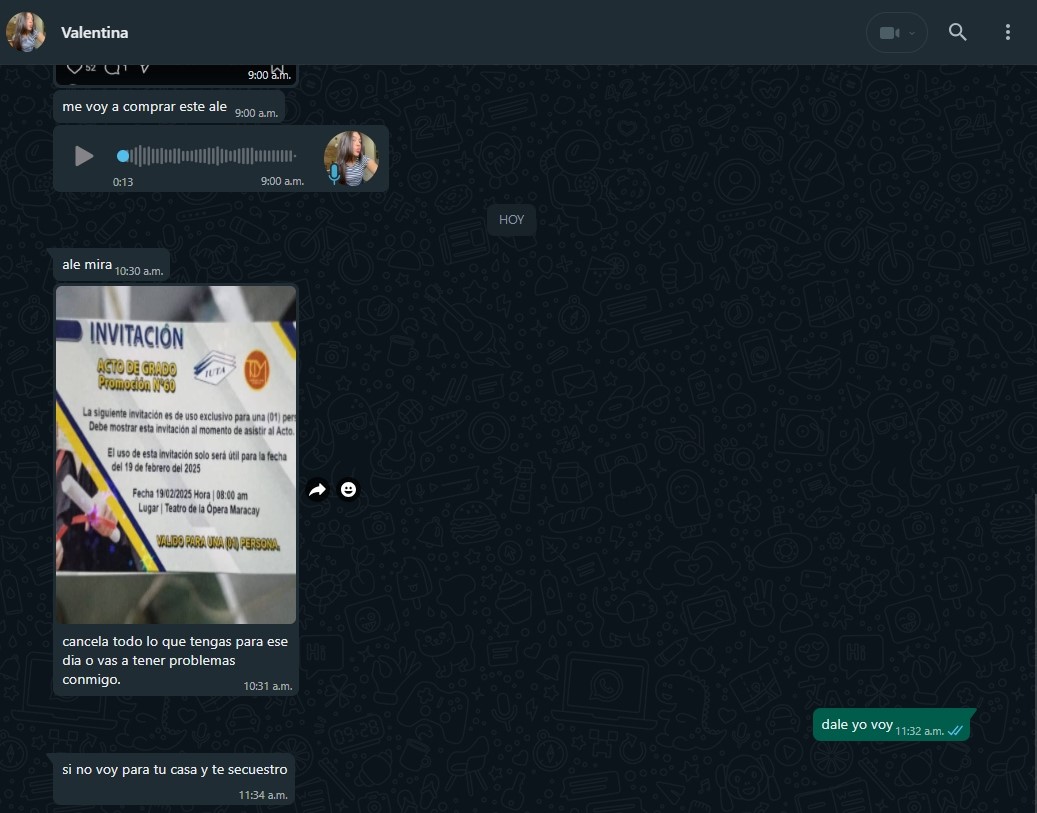 Valentina
52 1
9:00 a.m.
me voy a comprar este ale 9:00 a.m.
0:13 9:00 a.m.
HOY
ale mira 10:30 a.m.
INVITACIÓN
ACTO DE GRADO
Promoción N°60
IUTA
La siguiente invitación es de uso exclusivo para una (01) pers
Debe mostrar esta invitación al momento de asistir al Acto.
El uso de esta invitación solo será útil para la fecha
del 19 de febrero del 2025
Fecha 19/02/2025 Hora | 08:00 am
Lugar | Teatro de la Ópera Maracay
VALIDO PARA UNA (01) PERSONA.
cancela todo lo que tengas para ese
dia o vas a tener problemas
conmigo.
10:31 a.m.
dale yo voy 11:32 a.m.
si no voy para tu casa y te secuestro
11:34 a.m.